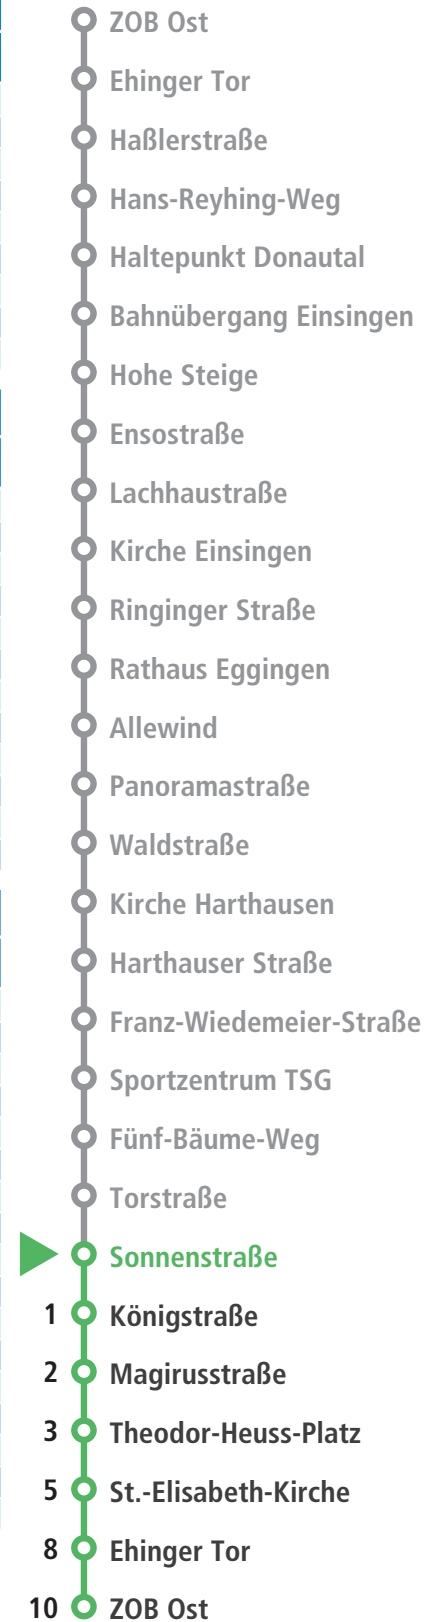 ZOB Ost
Ehinger Tor
Haßlerstraße
Hans-Reyhing-Weg
Haltepunkt Donautal
Bahnübergang Einsingen
Hohe Steige
Ensostraße
Lachhaustraße
Kirche Einsingen
Ringinger Straße
Rathaus Eggingen
Allewind
Panoramastraße
Waldstraße
Kirche Harthausen
Harthauser Straße
Franz-Wiedemeier-Straße
Sportzentrum TSG
Fünf-Bäume-Weg
Torstraße
Sonnenstraße
1 Königstraße
2 Magirusstraße
3 Theodor-Heuss-Platz
5 St.-Elisabeth-Kirche
8 Ehinger Tor
10 ZOB Ost